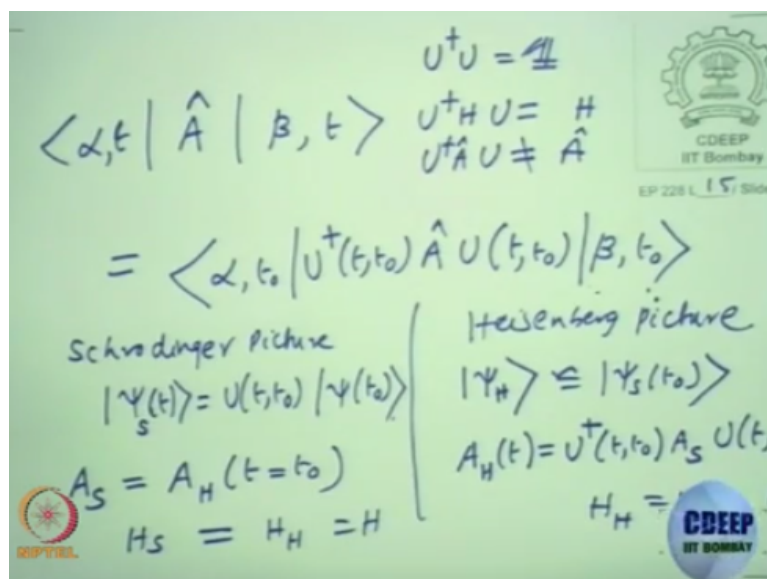 U†U = 𝟙
⟨α,t | Â | β, t⟩
U†H U = H
U†Â U ≠ Â
CDEEP
IIT Bombay
EP 228 L 15 / Slide
= ⟨α, t₀ | U†(t,t₀) Â U(t,t₀) | β, t₀⟩
Schrodinger Picture
|Ψ_S(t)⟩ = U(t,t₀) |Ψ(t₀)⟩
A_S = A_H (t = t₀)
H_S = H_H = H
Heisenberg picture
|Ψ_H⟩ = |Ψ_S(t₀)⟩
A_H(t) = U†(t,t₀) A_S U(t,
H_H =
NPTEL
CDEEP
IIT BOMBAY